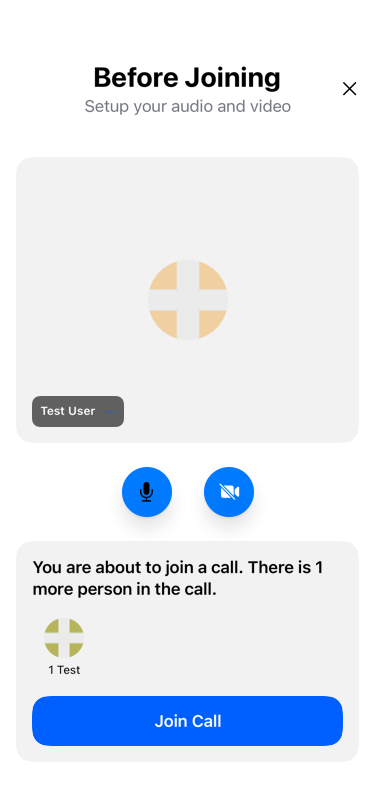 Before Joining
Setup your audio and video
Test User
You are about to join a call. There is 1
more person in the call.
1 Test
Join Call